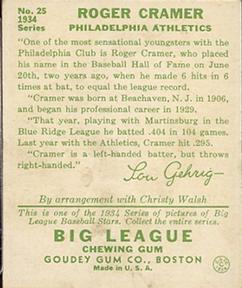 No. 25
1934
Series
ROGER CRAMER
PHILADELPHIA ATHLETICS
"One of the most sensational youngsters with the
Philadelphia Club is Roger Cramer, who placed
his name in the Baseball Hall of Fame on June
20th, two years ago, when he made 6 hits in 6
times at bat, to equal the league record.
"Cramer was born at Beachaven, N. J. in 1906,
and began his professional career in 1929.
"That year, playing with Martinsburg in the
Blue Ridge League he batted .404 in 104 games.
Last year with the Athletics, Cramer hit .295.
"Cramer is a left-handed batter, but throws
right-handed."
Lou Gehrig
By arrangement with Christy Walsh
This is one of the 1934 Series of pictures of Big
League Baseball Stars. Collect the entire series.
BIG LEAGUE
CHEWING GUM
GOUDEY GUM CO., BOSTON
Made in U. S. A.